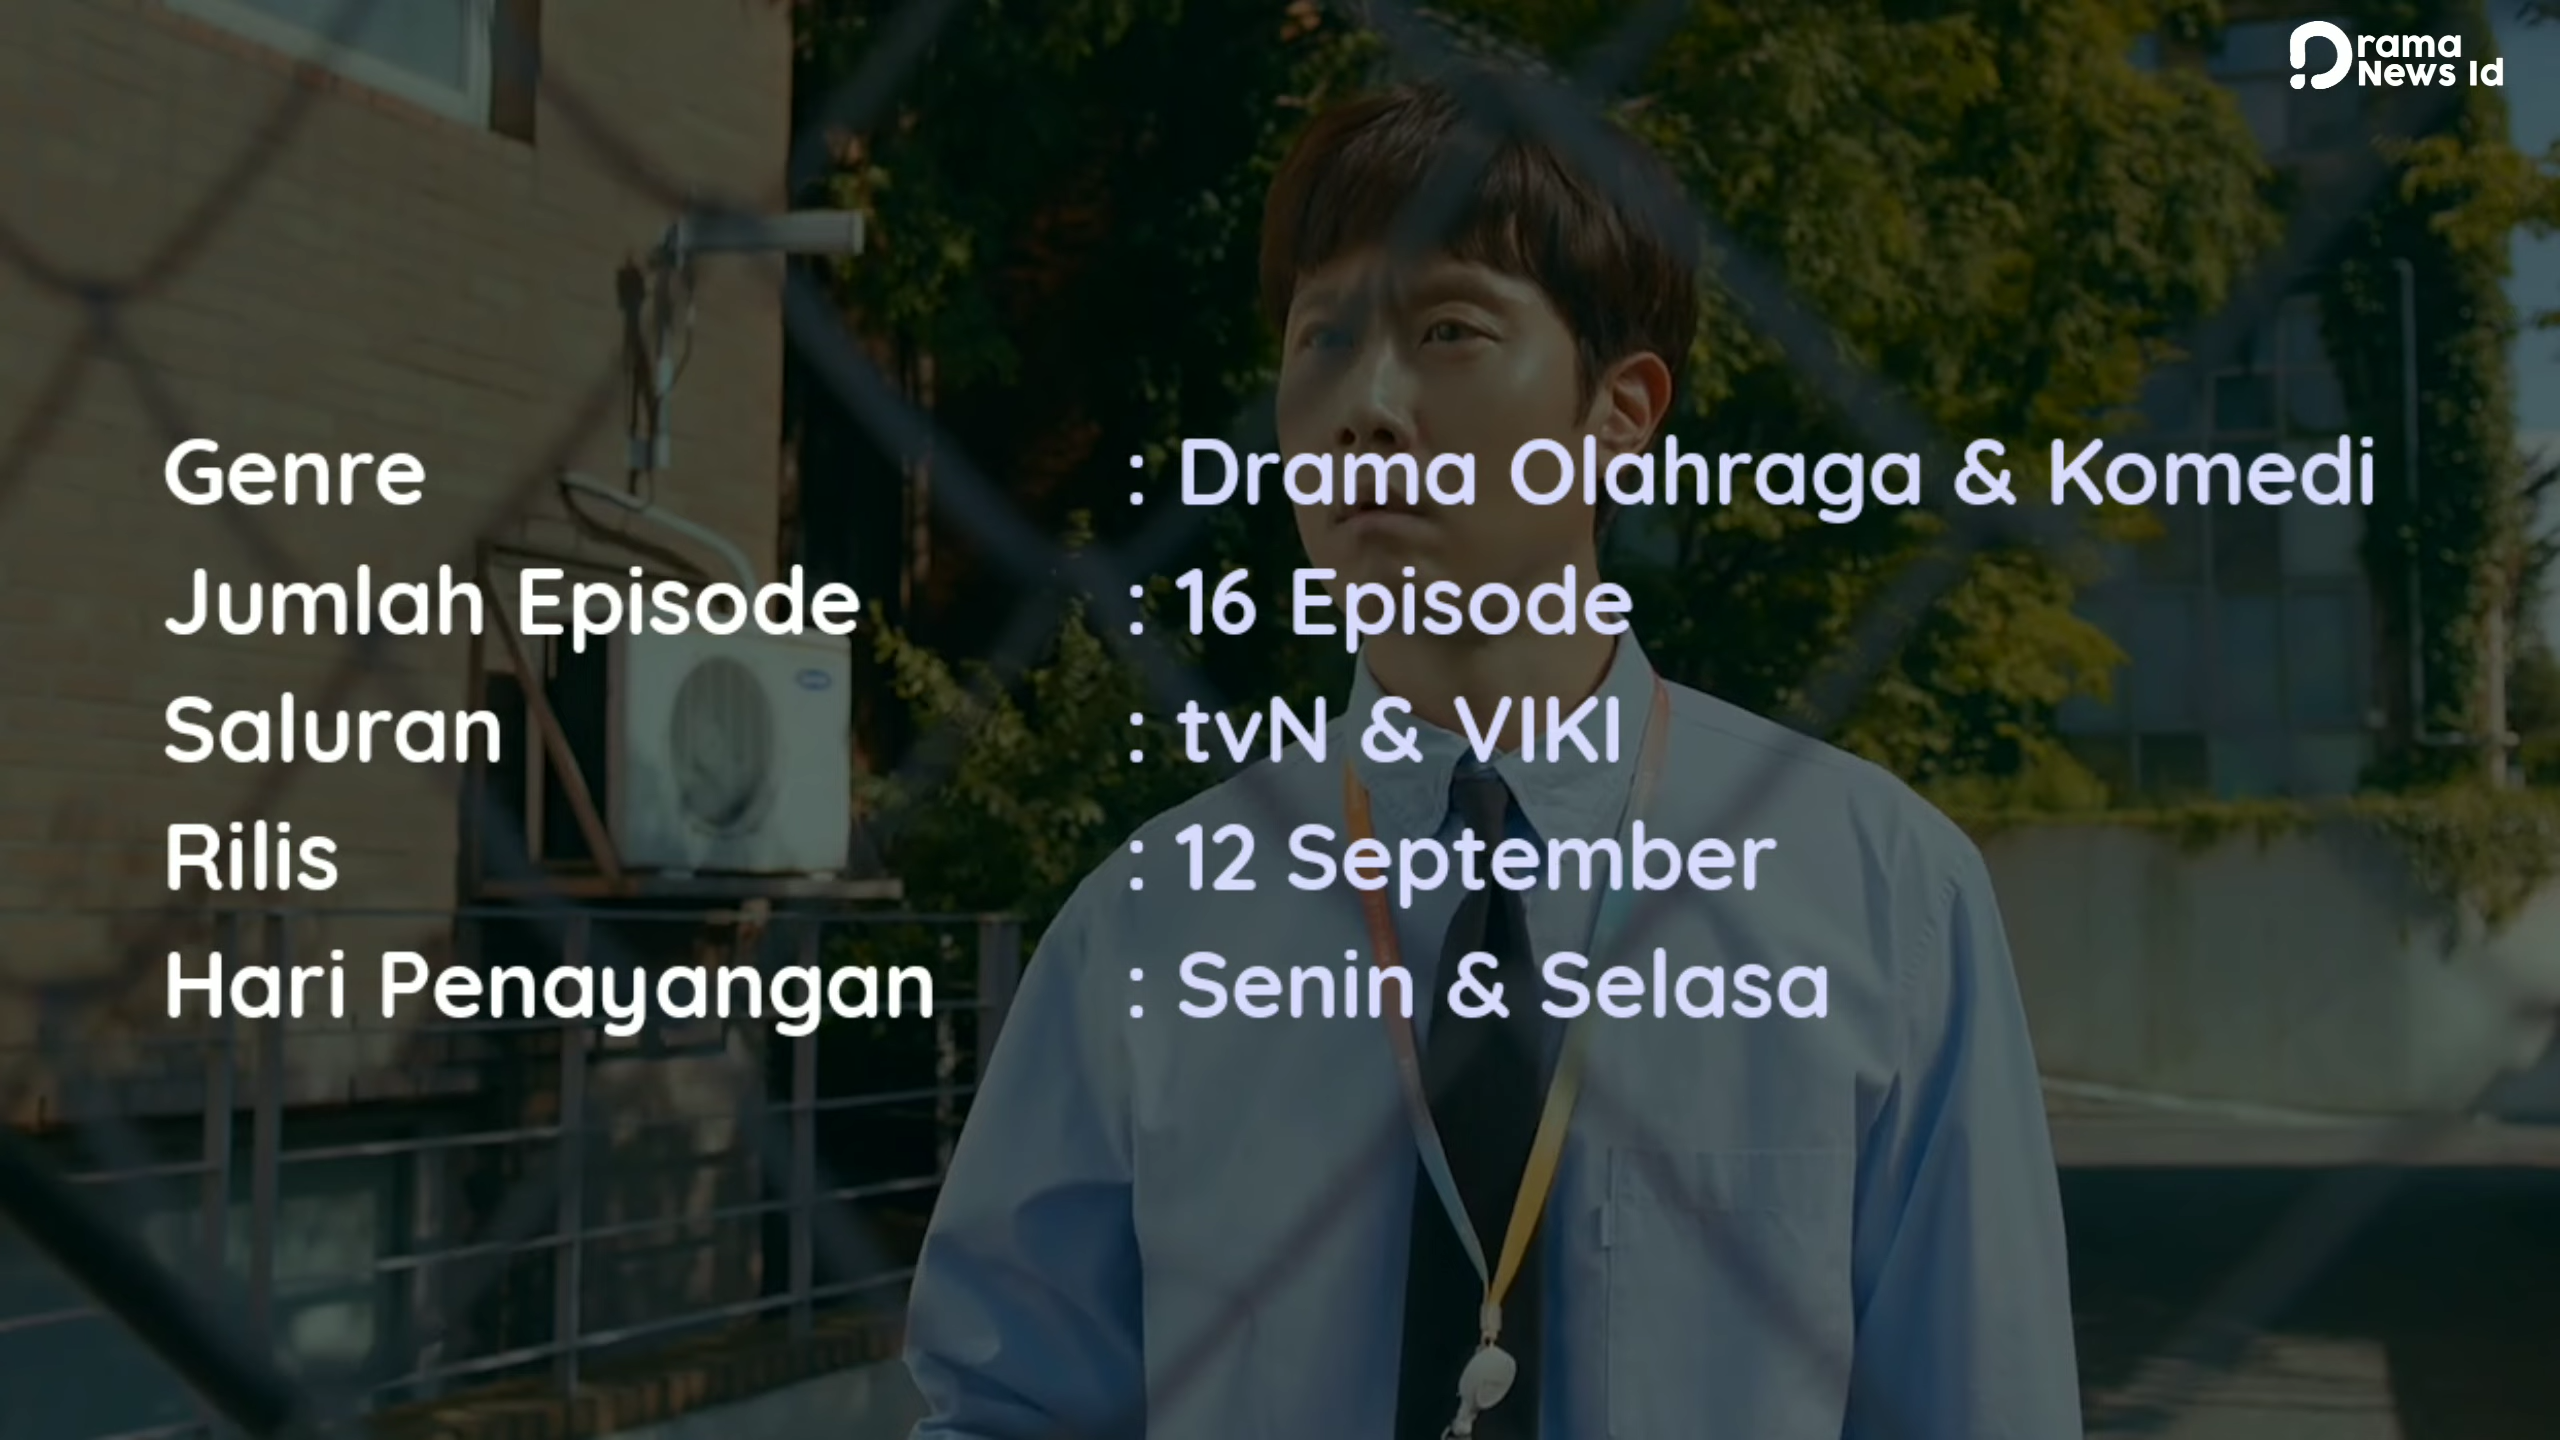 Drama
News Id
Genre : Drama Olahraga & Komedi
Jumlah Episode : 16 Episode
Saluran : tvN & VIKI
Rilis : 12 September
Hari Penayangan : Senin & Selasa